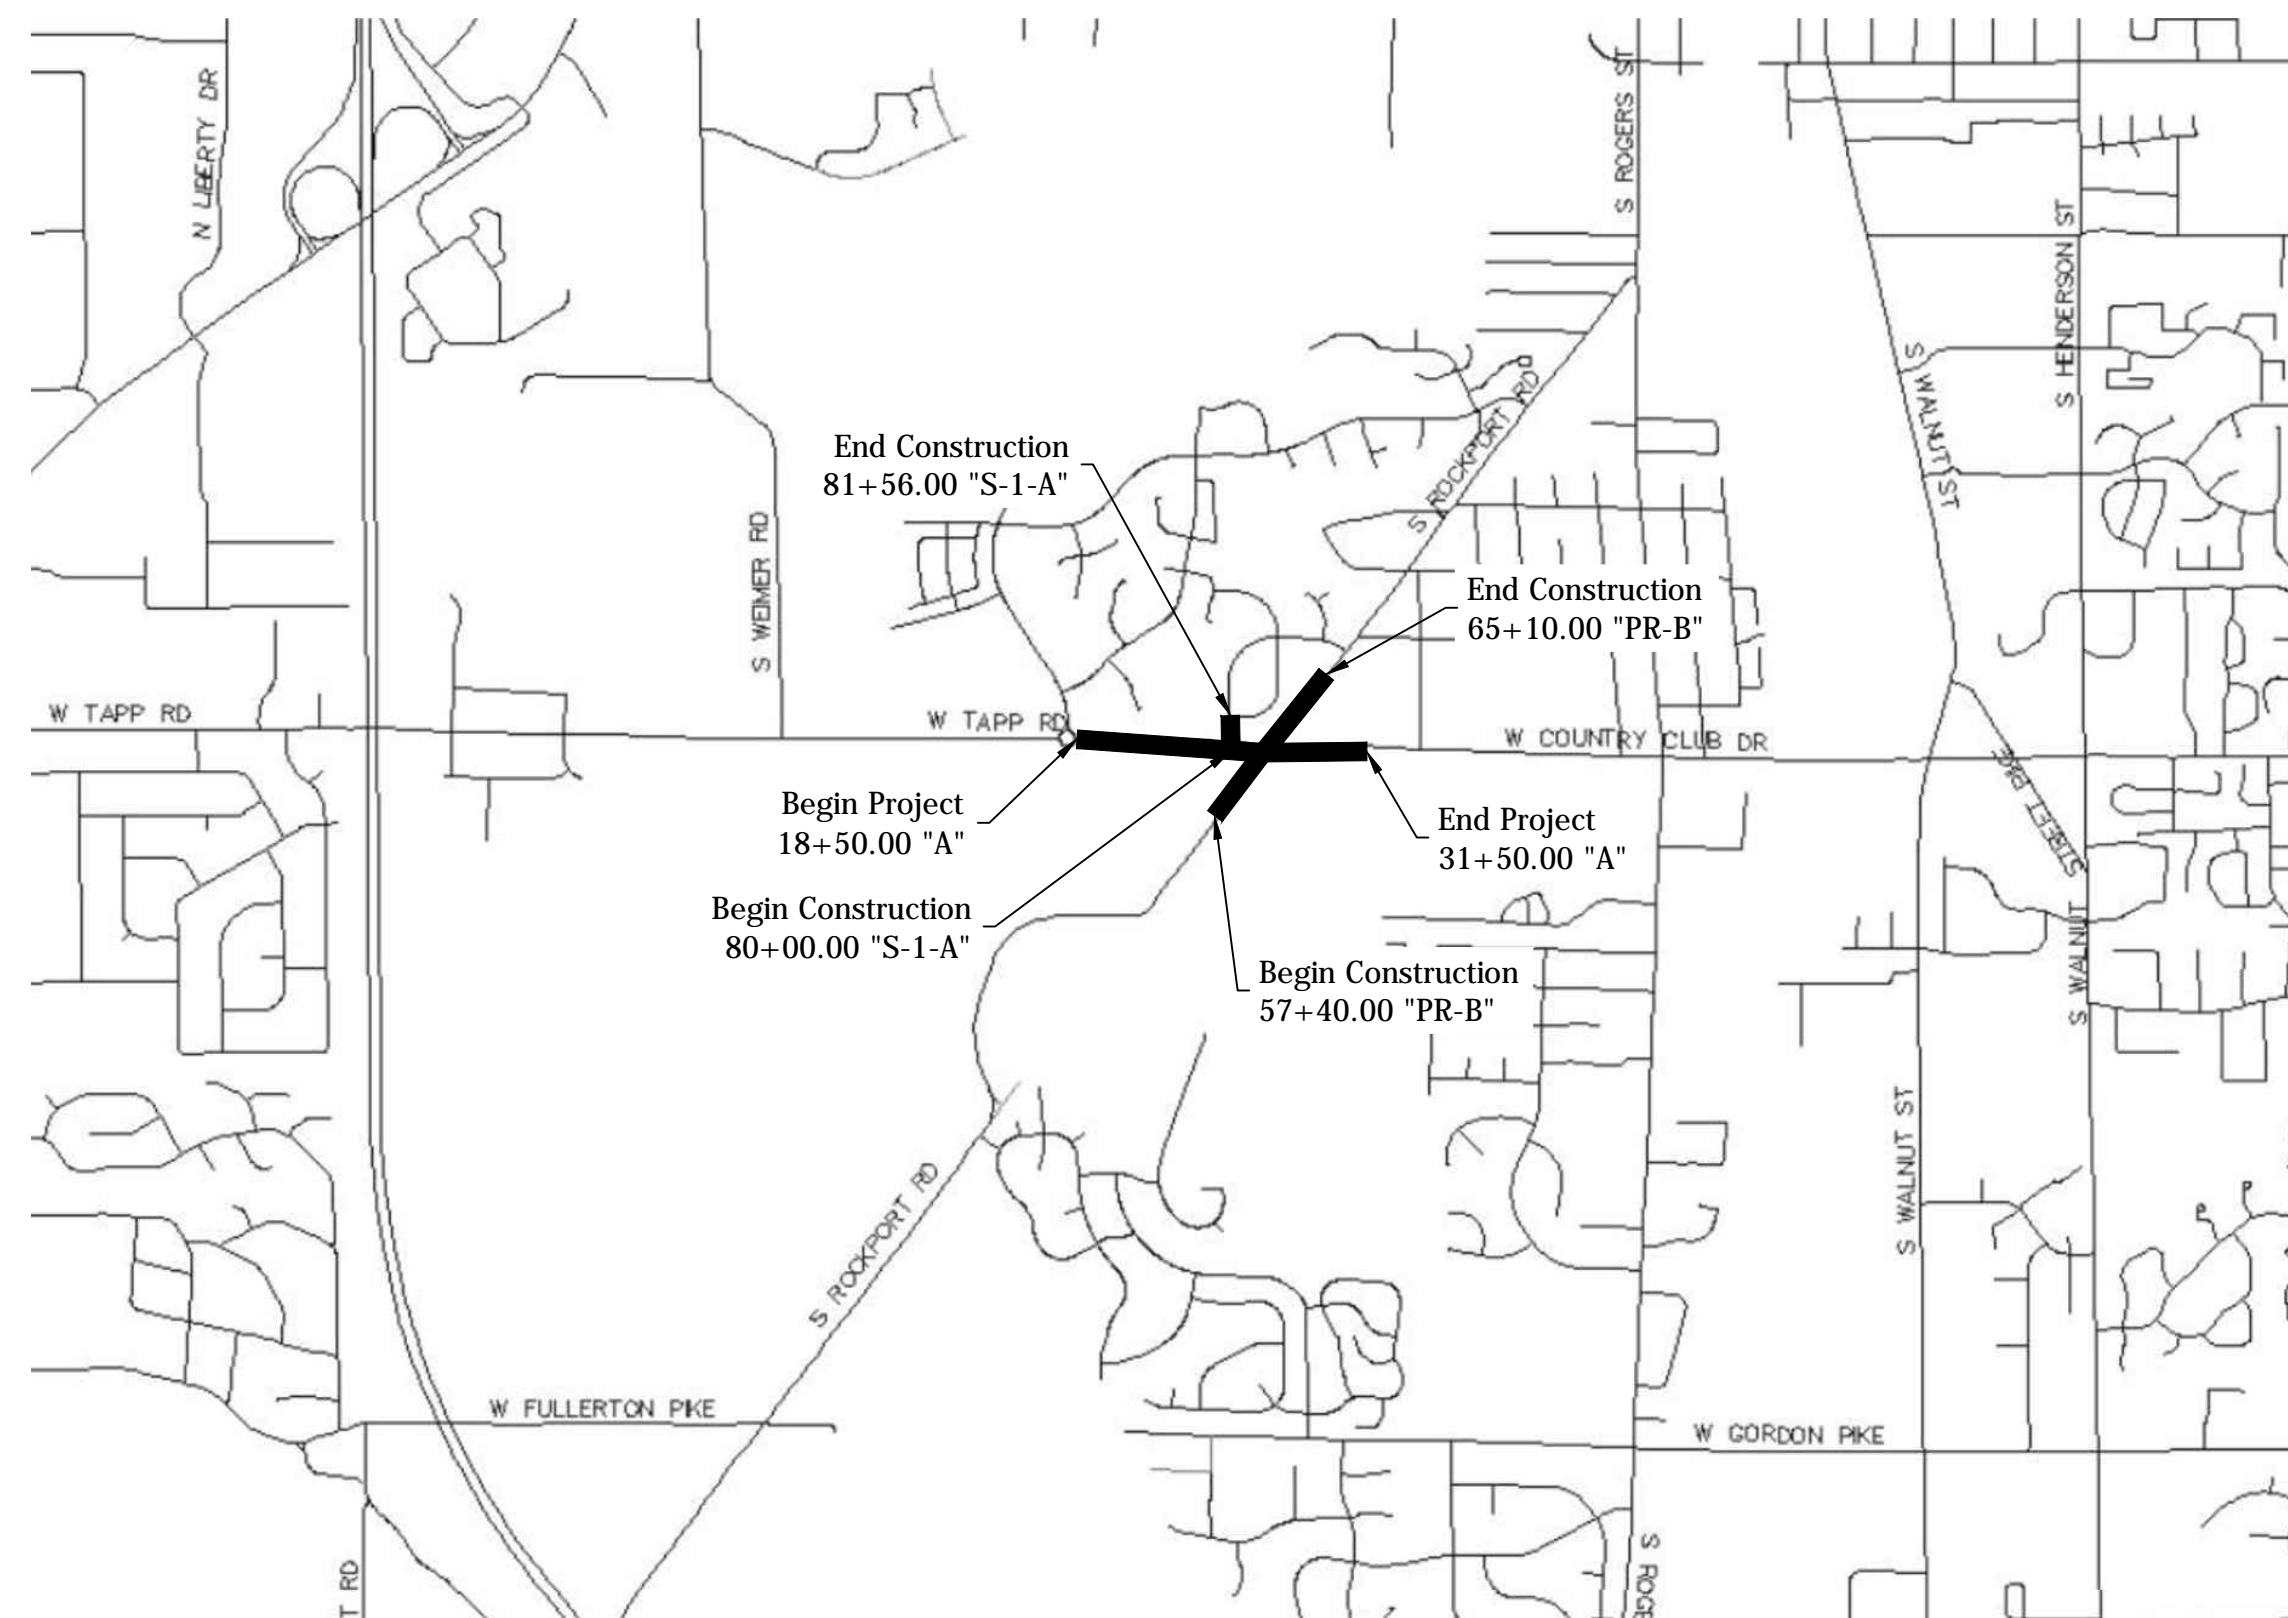 N LIBERTY DR
S ROGERS ST
S HENDERSON ST
S WALNUT ST
S ROCKPORT RD
End Construction
81+56.00 "S-1-A"
S WEIMER RD
End Construction
65+10.00 "PR-B"
W TAPP RD
W TAPP RD
W COUNTRY CLUB DR
Begin Project
18+50.00 "A"
End Project
31+50.00 "A"
STREET PIKE
Begin Construction
80+00.00 "S-1-A"
Begin Construction
57+40.00 "PR-B"
S WALNUT
S WALNUT ST
S ROCKPORT RD
W FULLERTON PIKE
W GORDON PIKE
T RD
S ROGE